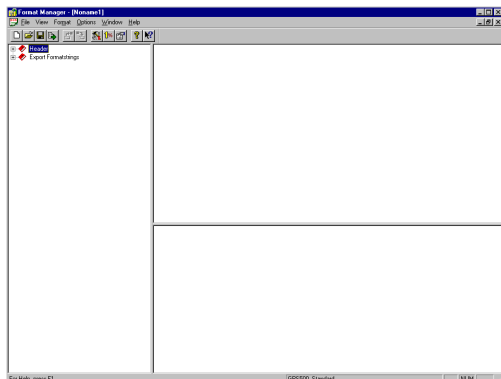 Format Manager - [Noname1]
File View Format Options Window Help
Header
Export Formatstrings
For Help, press F1
GPS500, Standard
NUM